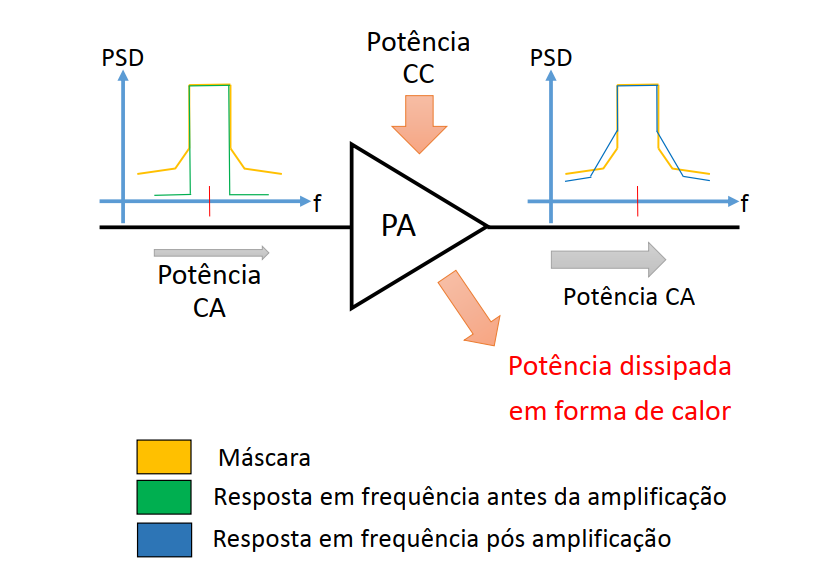 PSD
Potência
CC
PSD
f
PA
f
Potência
CA
Potência CA
Potência dissipada
em forma de calor
Máscara
Resposta em frequência antes da amplificação
Resposta em frequência pós amplificação